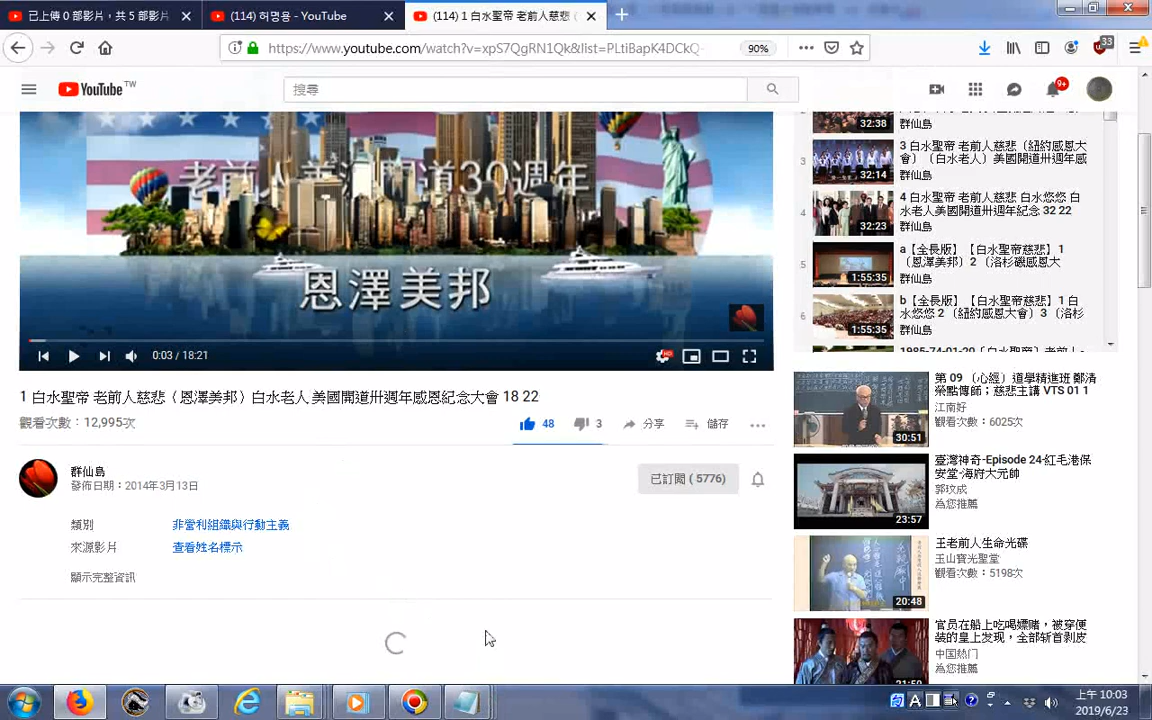 已上傳 0 部影片，共 5 部影片
(114) 허명용 - YouTube
(114) 1 白水聖帝 老前人慈悲
https://www.youtube.com/watch?v=xpS7QgRN1Qk&list=PLtiBapK4DCkQ-
90%
33
YouTube TW
搜尋
9+
老前人美洲開道30週年
恩澤美邦
0:03 / 18:21
HD
1 白水聖帝 老前人慈悲〈恩澤美邦〉白水老人 美國開道卅週年感恩紀念大會 18 22
觀看次數：12,995次
48
3
分享
儲存
群仙島
發佈日期：2014年3月13日
已訂閱 ( 5776)
類別
非營利組織與行動主義
來源影片
查看姓名標示
顯示完整資訊
32:38
群仙島
3
32:14
3 白水聖帝 老前人慈悲〔紐約感恩大
會〕〔白水老人〕美國開道卅週年感
群仙島
4
32:23
4 白水聖帝 老前人慈悲 白水悠悠 白
水老人美國開道卅週年紀念 32 22
群仙島
5
1:55:35
a【全長版】【白水聖帝慈悲】1
〔恩澤美邦〕2〔洛杉磯感恩大
群仙島
6
1:55:35
b【全長版】【白水聖帝慈悲】1 白
水悠悠 2〔紐約感恩大會〕3〔洛杉
群仙島
30:51
第 09 〔心經〕道學精進班 鄭清
榮點傳師；慈悲主講 VTS 01 1
江南好
觀看次數：6025次
23:57
臺灣神奇-Episode 24-紅毛港保
安堂-海府大元帥
郭玟成
為您推薦
20:48
王老前人生命光碟
玉山寶光聖堂
觀看次數：5198次
21:50
官员在船上吃喝嫖赌，被穿便
装的皇上发现，全部斩首剥皮
中国热门
為您推薦
上午 10:03
2019/6/23